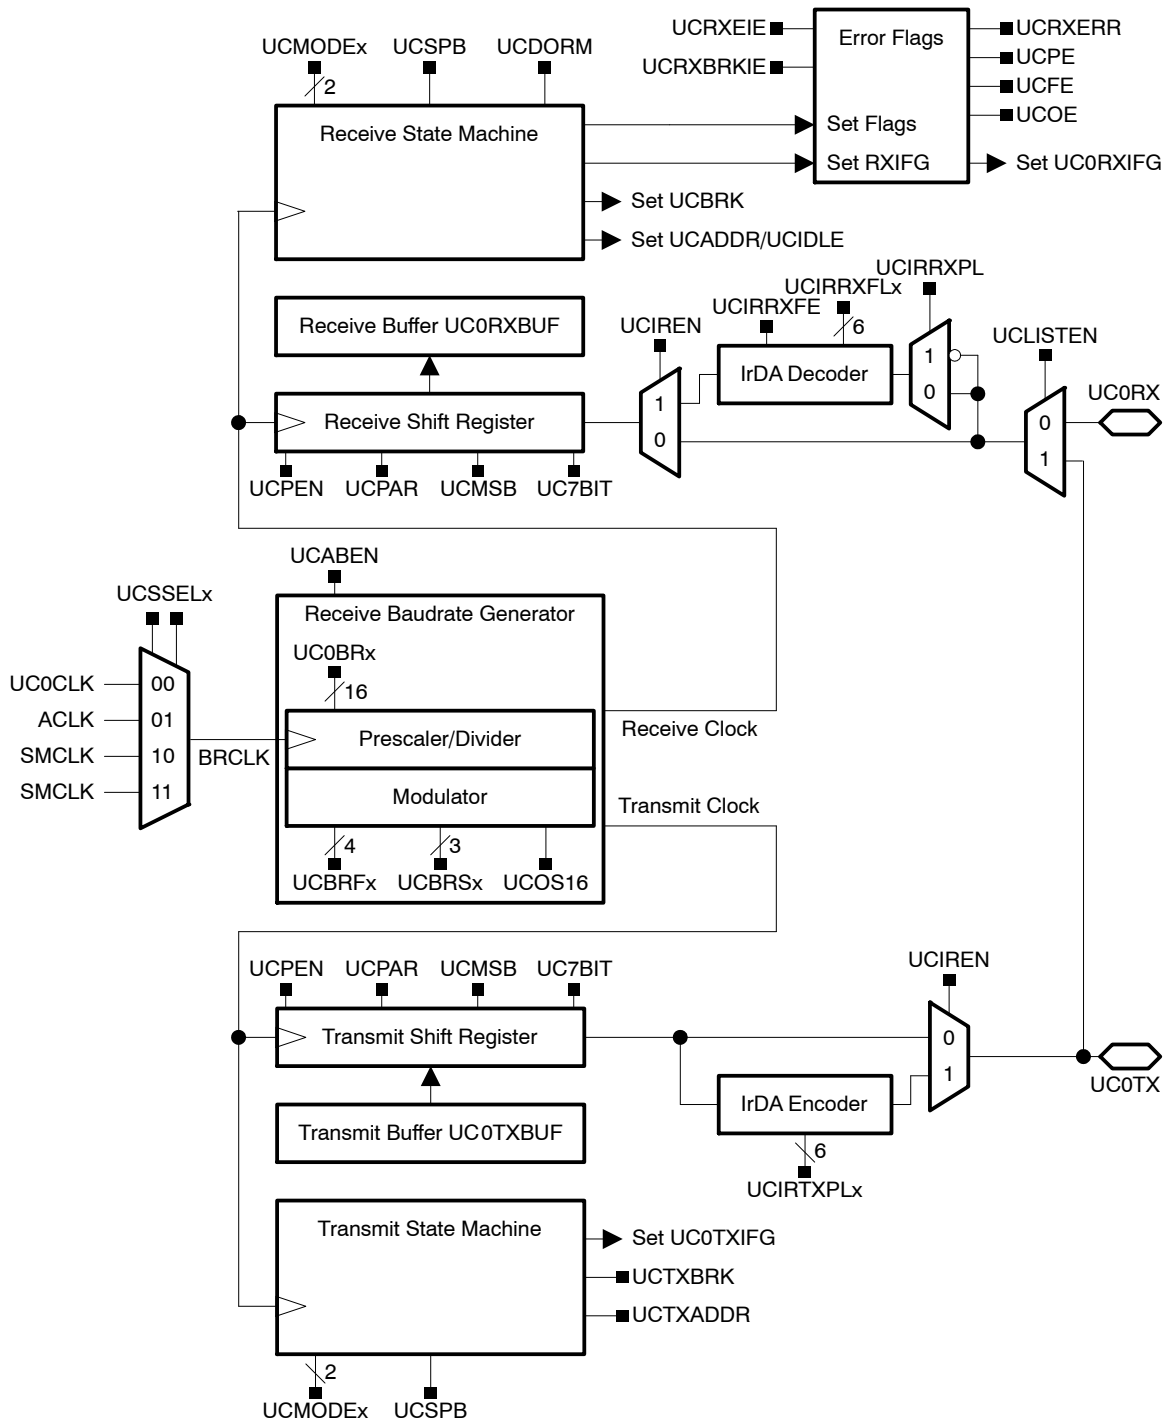 UCMODEx
UCSPB
UCDORM
2
Receive State Machine
Set UCBRK
Set UCADDR/UCIDLE
UCRXEIE
UCRXBRKIE
Error Flags
Set Flags
Set RXIFG
UCRXERR
UCPE
UCFE
UCOE
Set UC0RXIFG
Receive Buffer UC0RXBUF
Receive Shift Register
UCPEN
UCPAR
UCMSB
UC7BIT
UCIREN
1
0
UCIRRXFE
UCIRRXFLx
6
IrDA Decoder
UCIRRXPL
1
0
UCLISTEN
0
1
UC0RX
UCABEN
Receive Baudrate Generator
UC0BRx
16
Prescaler/Divider
Modulator
4
3
UCBRFx
UCBRSx
UCOS16
UCSSELx
UC0CLK
00
ACLK
01
SMCLK
10
SMCLK
11
BRCLK
Receive Clock
Transmit Clock
UCPEN
UCPAR
UCMSB
UC7BIT
Transmit Shift Register
Transmit Buffer UC0TXBUF
UCIREN
0
1
IrDA Encoder
6
UCIRTXPLx
UC0TX
Transmit State Machine
Set UC0TXIFG
UCTXBRK
UCTXADDR
2
UCMODEx
UCSPB